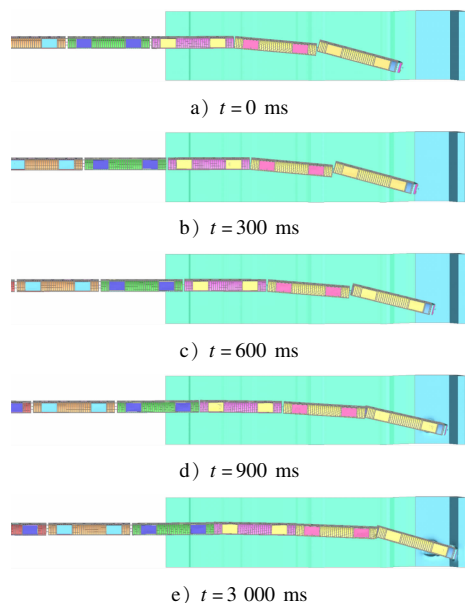 a) t=0 ms
b) t=300 ms
c) t=600 ms
d) t=900 ms
e) t=3 000 ms